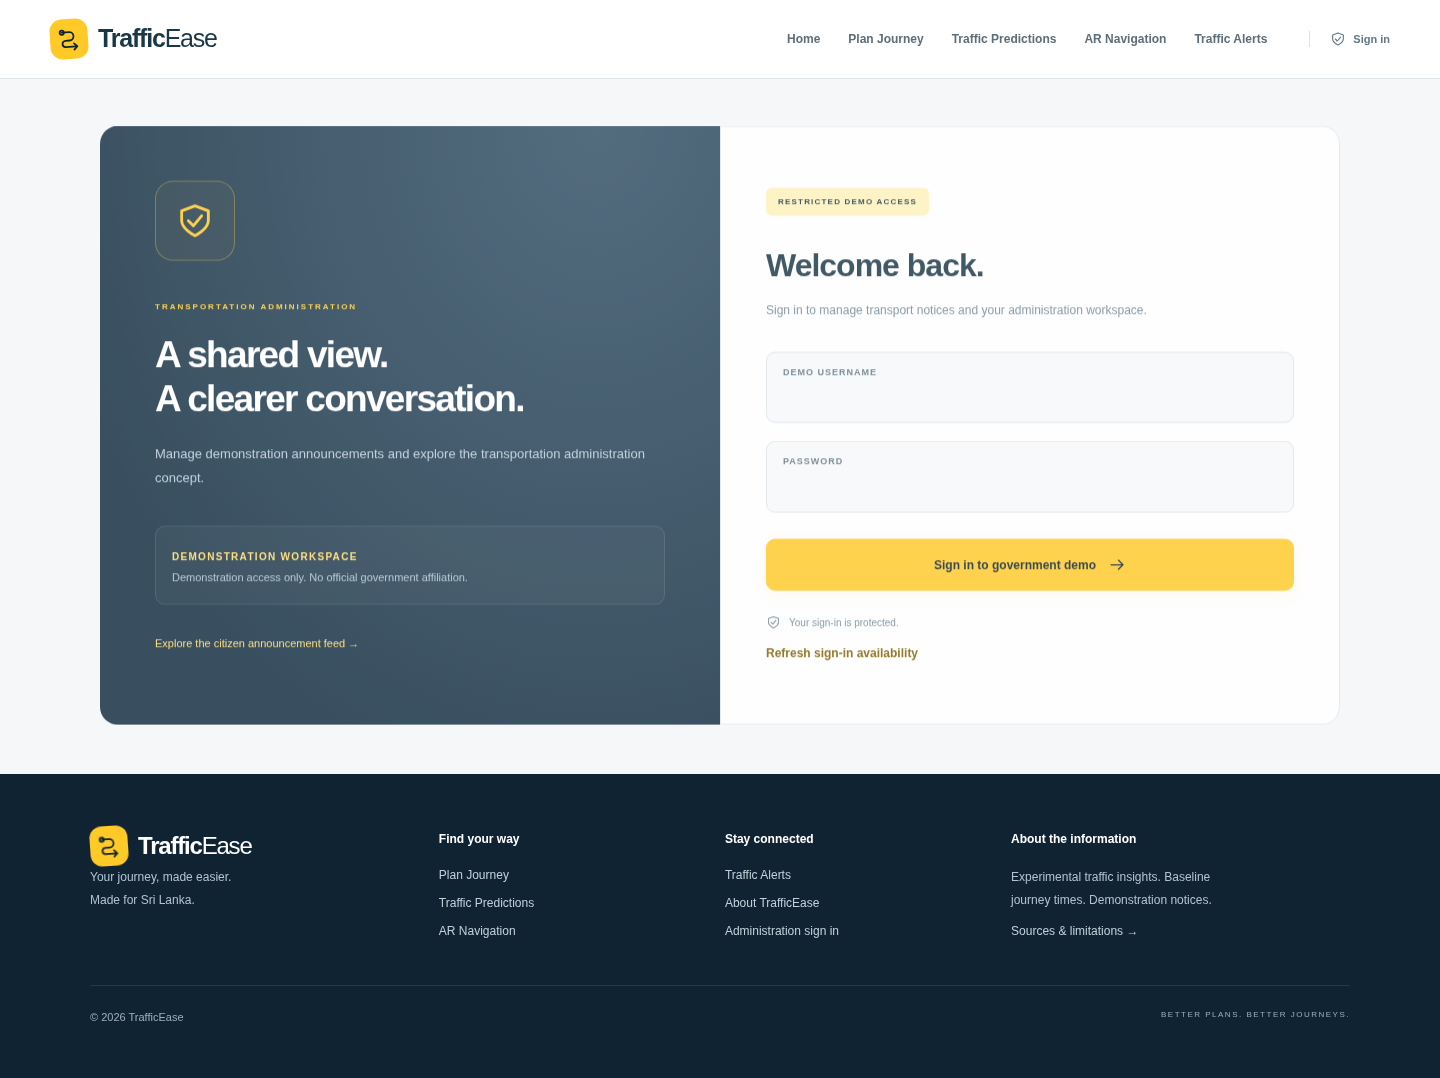 TrafficEase
Home
Plan Journey
Traffic Predictions
AR Navigation
Traffic Alerts
Sign in
TRANSPORTATION ADMINISTRATION
A shared view.
A clearer conversation.
Manage demonstration announcements and explore the transportation administration
concept.
DEMONSTRATION WORKSPACE
Demonstration access only. No official government affiliation.
Explore the citizen announcement feed →
RESTRICTED DEMO ACCESS
Welcome back.
Sign in to manage transport notices and your administration workspace.
DEMO USERNAME
PASSWORD
Sign in to government demo →
Your sign-in is protected.
Refresh sign-in availability
TrafficEase
Your journey, made easier.
Made for Sri Lanka.
Find your way
Plan Journey
Traffic Predictions
AR Navigation
Stay connected
Traffic Alerts
About TrafficEase
Administration sign in
About the information
Experimental traffic insights. Baseline
journey times. Demonstration notices.
Sources & limitations →
© 2026 TrafficEase
BETTER PLANS. BETTER JOURNEYS.